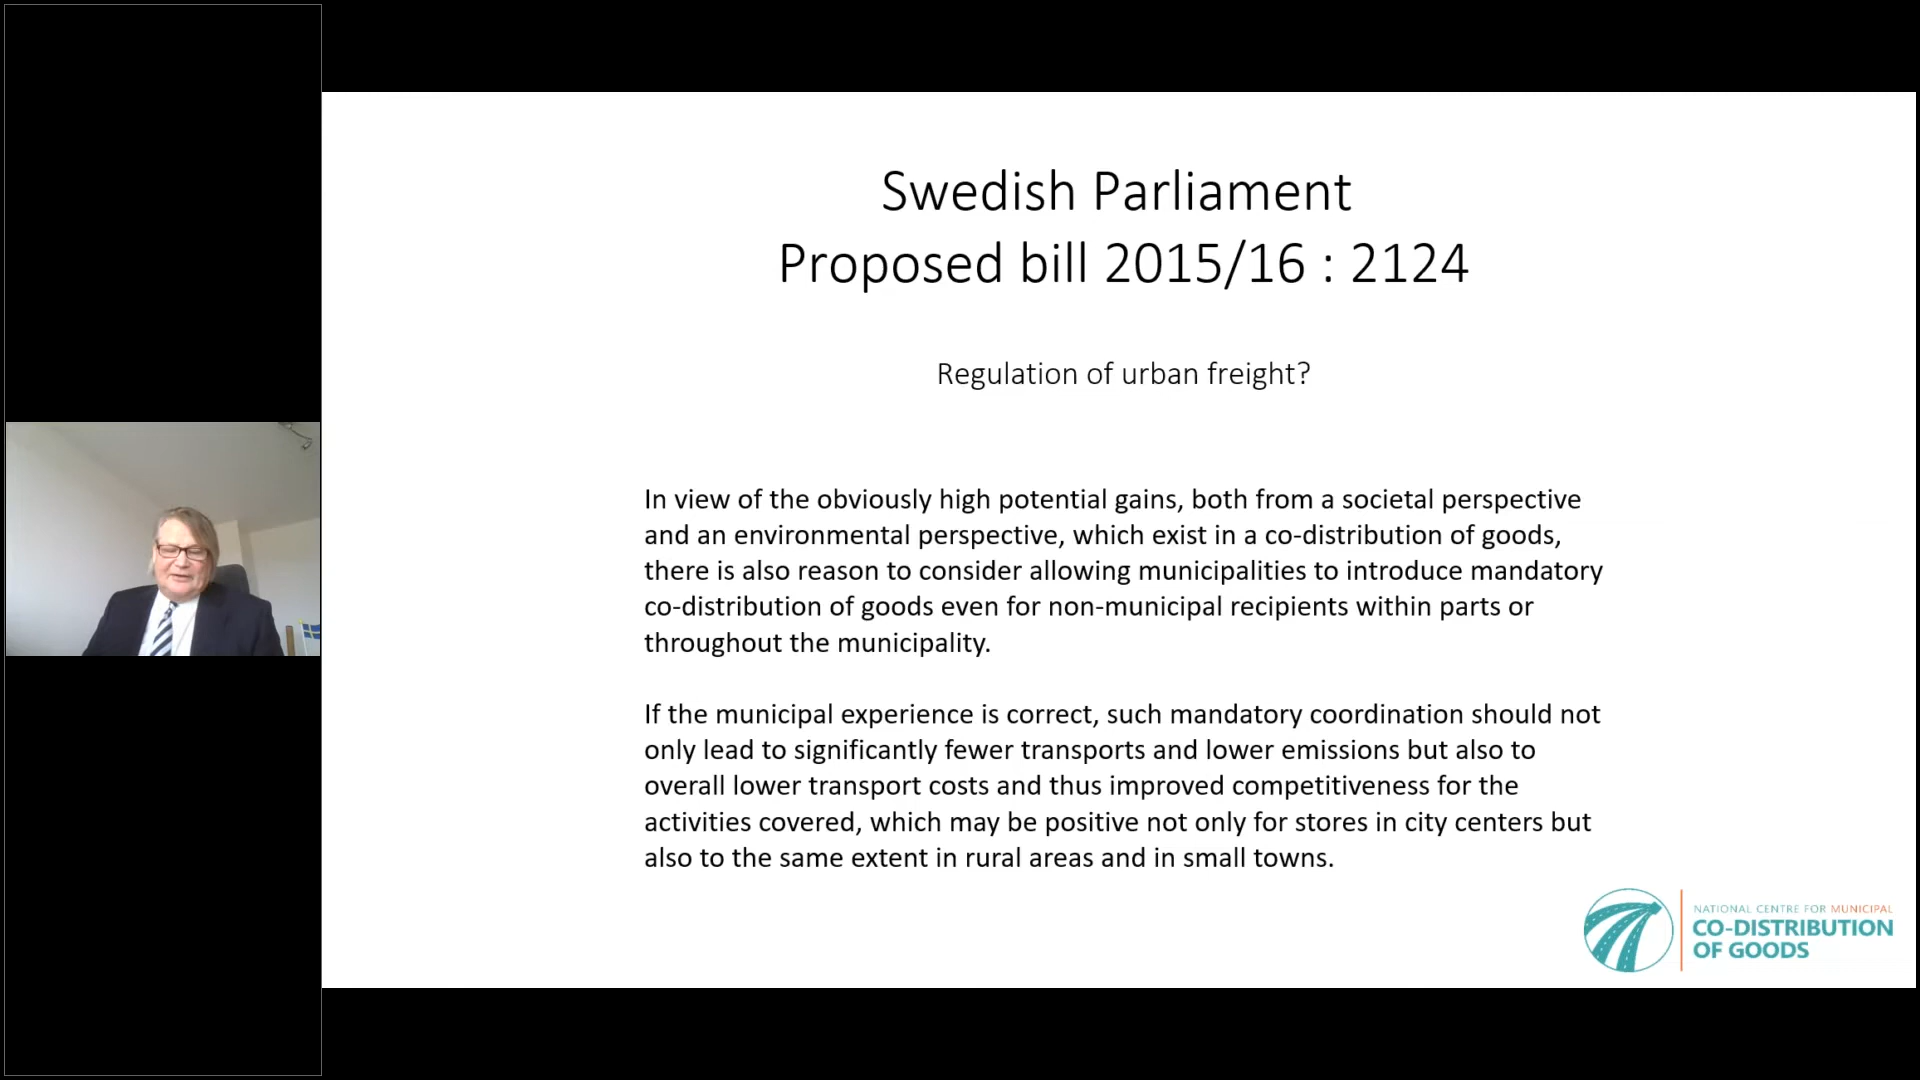 Swedish Parliament
Proposed bill 2015/16 : 2124
Regulation of urban freight?
In view of the obviously high potential gains, both from a societal perspective
and an environmental perspective, which exist in a co-distribution of goods,
there is also reason to consider allowing municipalities to introduce mandatory
co-distribution of goods even for non-municipal recipients within parts or
throughout the municipality.
If the municipal experience is correct, such mandatory coordination should not
only lead to significantly fewer transports and lower emissions but also to
overall lower transport costs and thus improved competitiveness for the
activities covered, which may be positive not only for stores in city centers but
also to the same extent in rural areas and in small towns.
NATIONAL CENTRE FOR MUNICIPAL
CO-DISTRIBUTION
OF GOODS